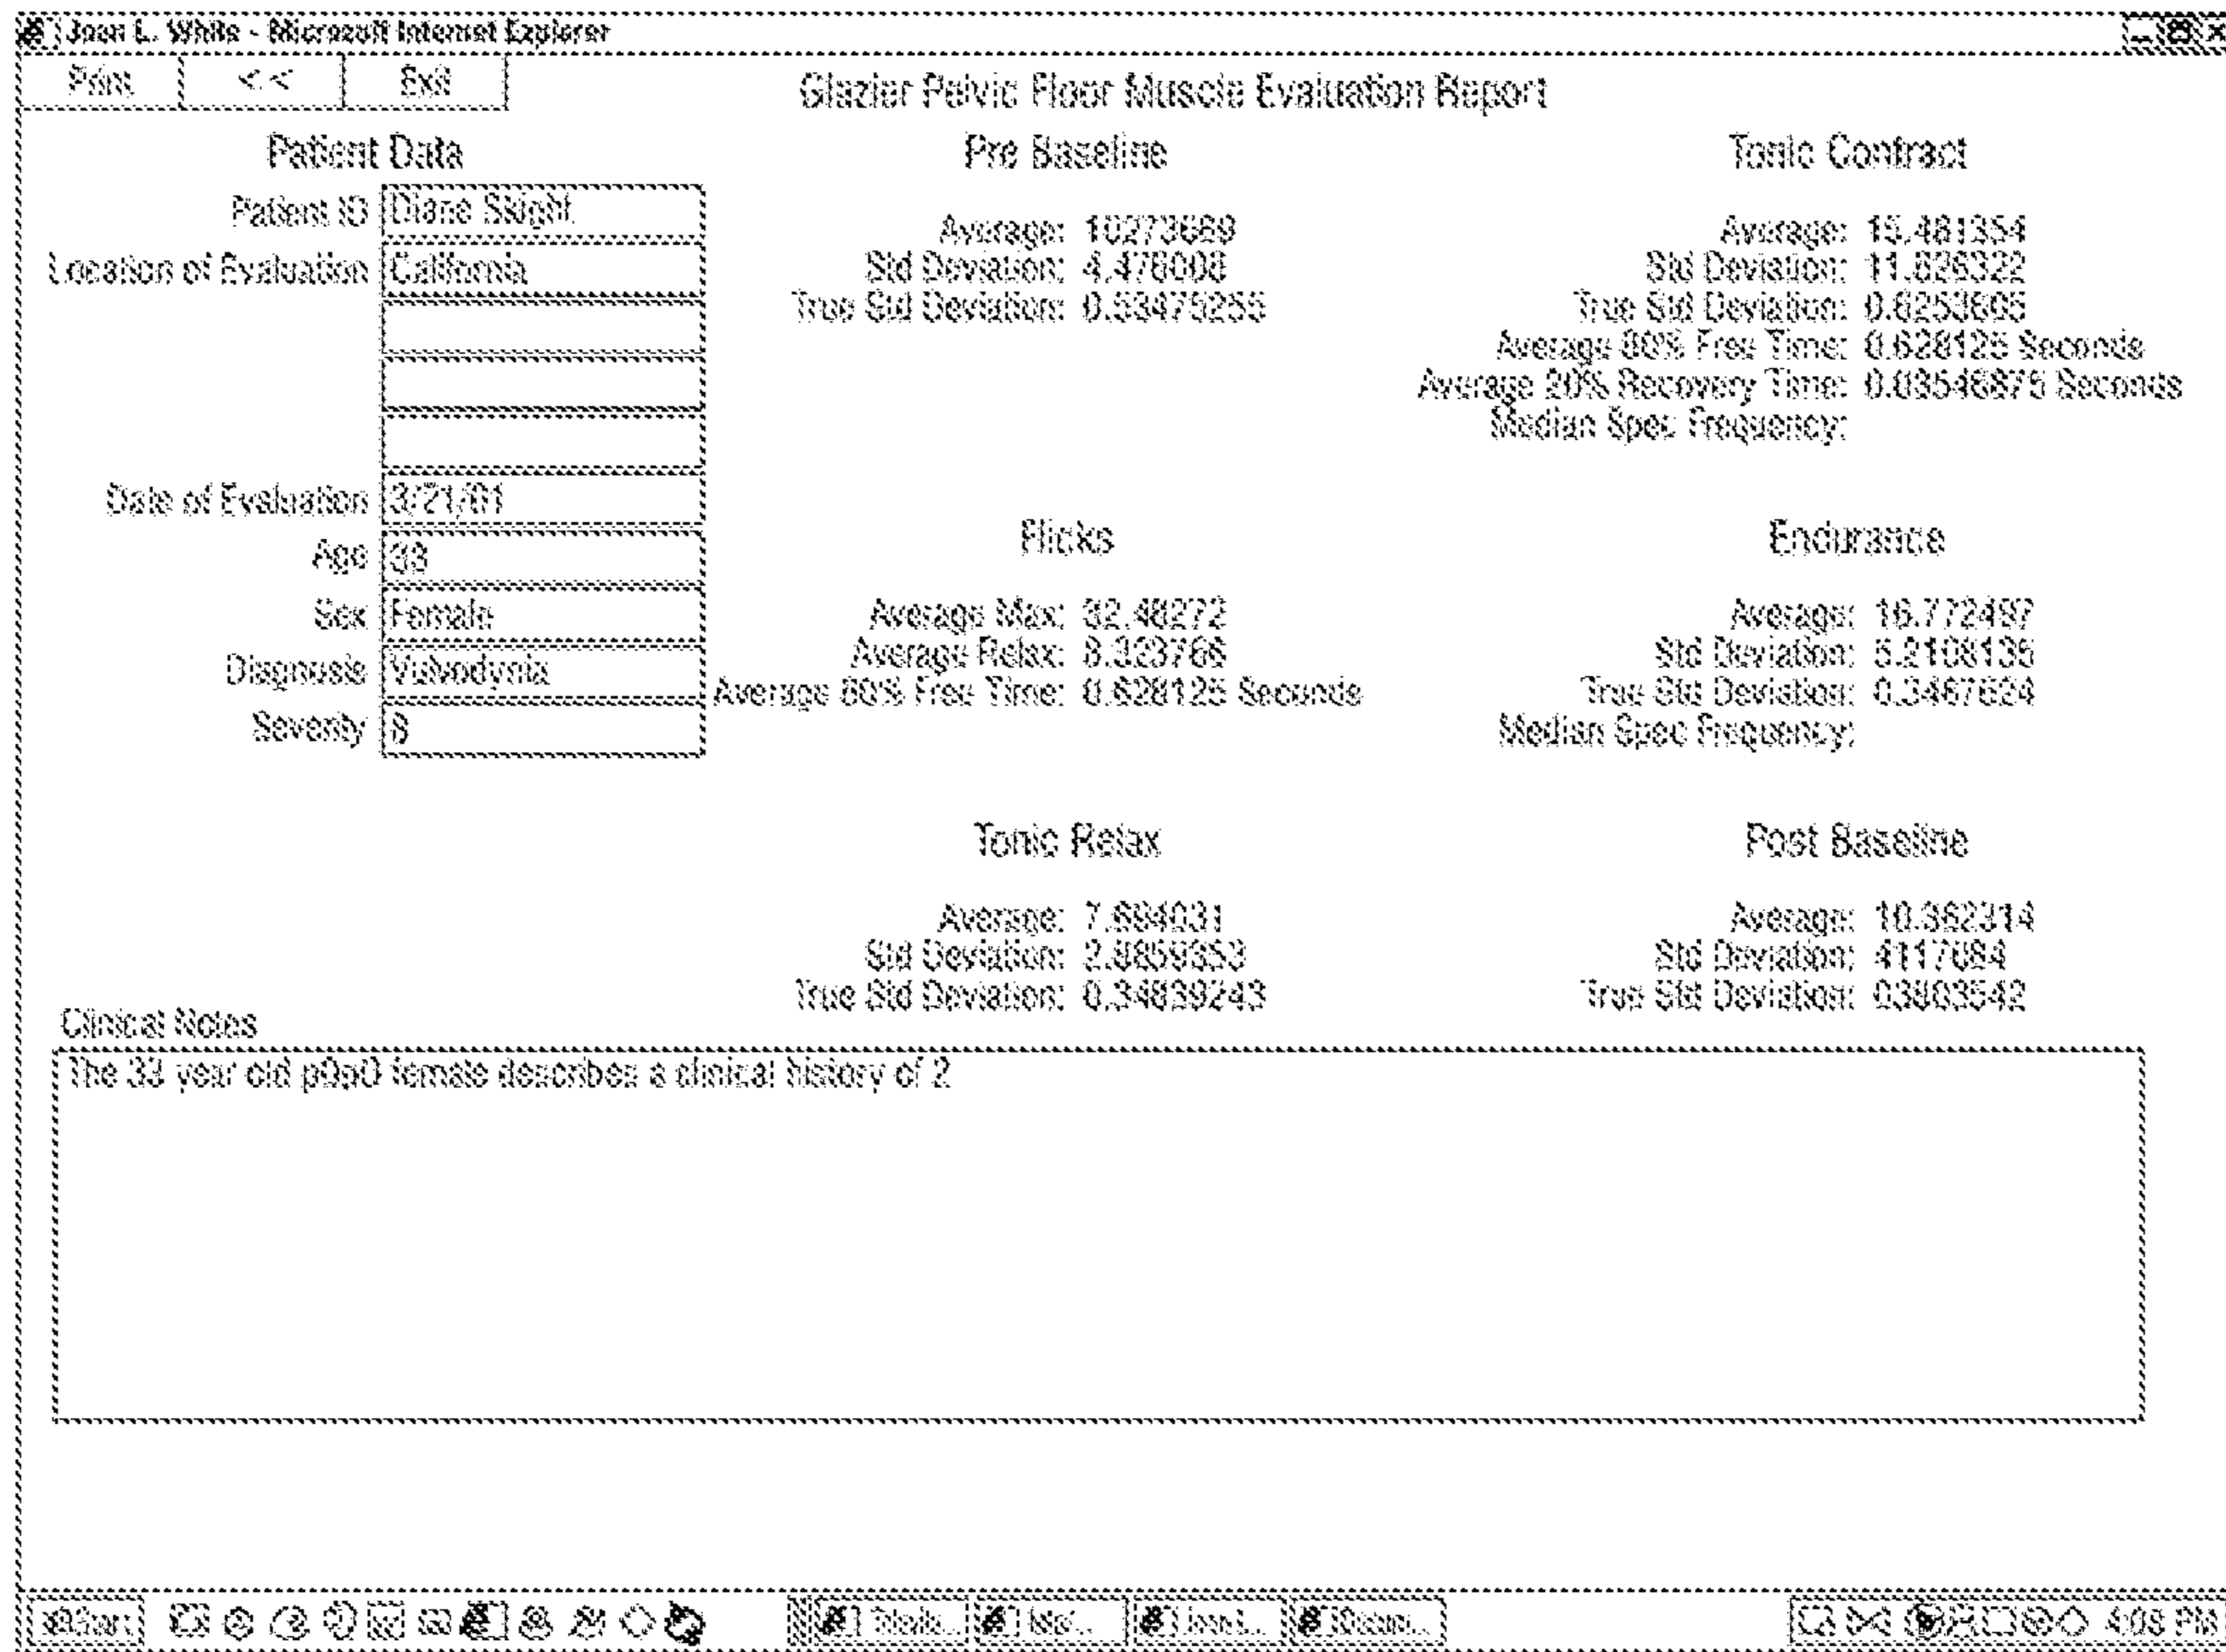 Joan L. White - Microsoft Internet Explorer
Print << Exit
Glazier Pelvic Floor Muscle Evaluation Report
Patient Data
Patient ID Diane
Location of Evaluation California
Date of Evaluation 3/21/01
Age 33
Sex Female
Diagnosis Vulvodynia
Severity 8
Pre Baseline
Average: 10273689
Std Deviation: 4.476008
True Std Deviation: 0.53475255
Tonic Contract
Average: 15.481354
Std Deviation: 11.826322
True Std Deviation: 0.6253605
Average 80% Free Time: 0.628125 Seconds
Average 20% Recovery Time: 0.03546875 Seconds
Median Spec Frequency:
Flicks
Average Max: 32.48272
Average Relax: 8.323768
Average 80% Free Time: 0.628125 Seconds
Endurance
Average: 16.772497
Std Deviation: 5.2108135
True Std Deviation: 0.3467624
Median Spec Frequency:
Tonic Relax
Average: 7.684031
Std Deviation: 2.8859353
True Std Deviation: 0.34839243
Post Baseline
Average: 10.362314
Std Deviation: 4117084
True Std Deviation: 03803542
Clinical Notes
The 33 year old p0p0 female describes a clinical history of 2
Start
4:08 PM